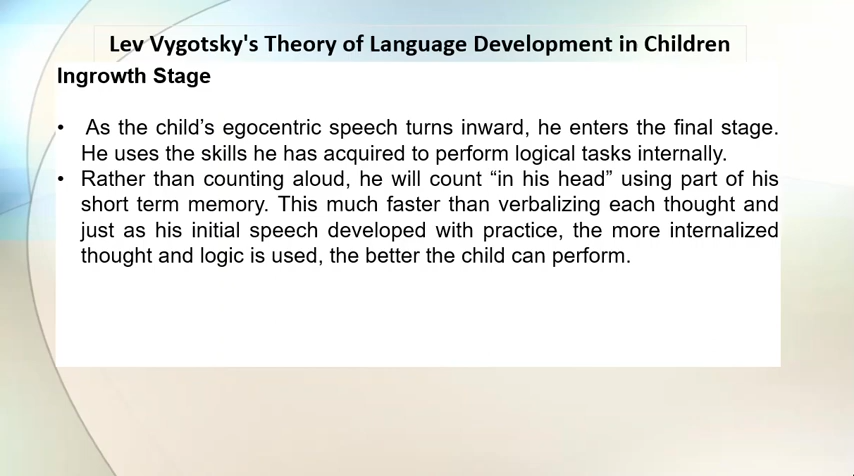 Lev Vygotsky's Theory of Language Development in Children
Ingrowth Stage
• As the child’s egocentric speech turns inward, he enters the final stage.
He uses the skills he has acquired to perform logical tasks internally.
• Rather than counting aloud, he will count “in his head” using part of his
short term memory. This much faster than verbalizing each thought and
just as his initial speech developed with practice, the more internalized
thought and logic is used, the better the child can perform.